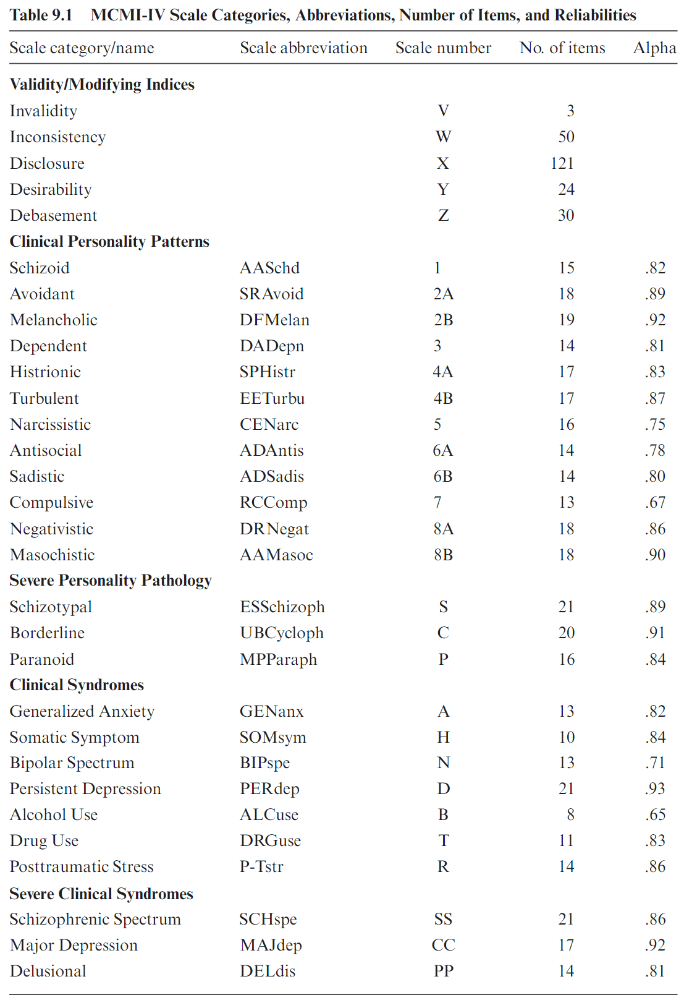 Table 9.1 MCMI-IV Scale Categories, Abbreviations, Number of Items, and Reliabilities
Scale category/name Scale abbreviation Scale number No. of items Alpha
Validity/Modifying Indices
Invalidity V 3
Inconsistency W 50
Disclosure X 121
Desirability Y 24
Debasement Z 30
Clinical Personality Patterns
Schizoid AASchd 1 15 .82
Avoidant SRAvoid 2A 18 .89
Melancholic DFMelan 2B 19 .92
Dependent DADepn 3 14 .81
Histrionic SPHistr 4A 17 .83
Turbulent EETurbu 4B 17 .87
Narcissistic CENarc 5 16 .75
Antisocial ADAntis 6A 14 .78
Sadistic ADSadis 6B 14 .80
Compulsive RCComp 7 13 .67
Negativistic DRNegat 8A 18 .86
Masochistic AAMasoc 8B 18 .90
Severe Personality Pathology
Schizotypal ESSchizoph S 21 .89
Borderline UBCycloph C 20 .91
Paranoid MPParaph P 16 .84
Clinical Syndromes
Generalized Anxiety GENanx A 13 .82
Somatic Symptom SOMsym H 10 .84
Bipolar Spectrum BIPspe N 13 .71
Persistent Depression PERdep D 21 .93
Alcohol Use ALCuse B 8 .65
Drug Use DRGuse T 11 .83
Posttraumatic Stress P-Tstr R 14 .86
Severe Clinical Syndromes
Schizophrenic Spectrum SCHspe SS 21 .86
Major Depression MAJdep CC 17 .92
Delusional DELdis PP 14 .81